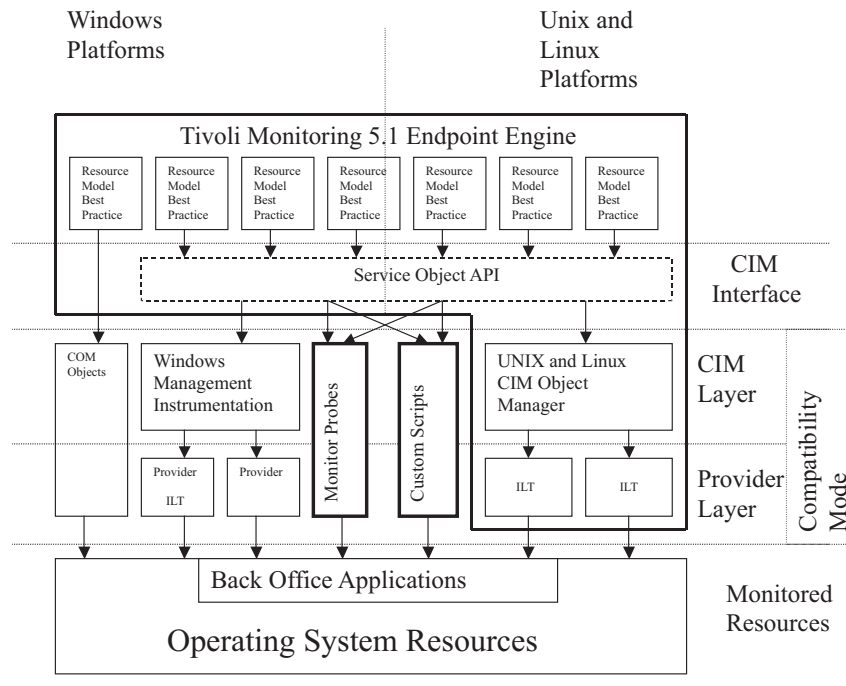 Windows
Platforms
Unix and
Linux
Platforms
Tivoli Monitoring 5.1 Endpoint Engine
Resource
Model
Best
Practice
Resource
Model
Best
Practice
Resource
Model
Best
Practice
Resource
Model
Best
Practice
Resource
Model
Best
Practice
Resource
Model
Best
Practice
Resource
Model
Best
Practice
Service Object API
CIM
Interface
COM
Objects
Windows
Management
Instrumentation
Monitor Probes
Custom Scripts
UNIX and Linux
CIM Object
Manager
CIM
Layer
Provider
ILT
Provider
ILT
ILT
Provider
Layer
Compatibility
Mode
Back Office Applications
Operating System Resources
Monitored
Resources